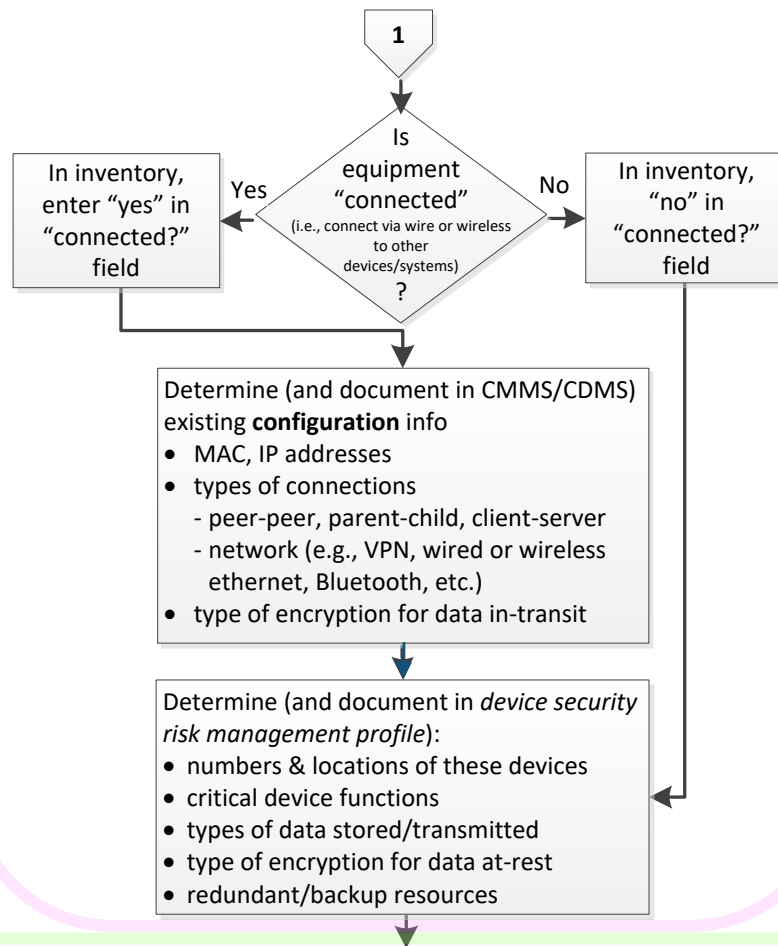 1
Is
equipment
“connected”
(i.e., connect via wire or wireless
to other
devices/systems)
?
Yes
No
In inventory,
enter “yes” in
“connected?”
field
In inventory,
“no” in
“connected?”
field
Determine (and document in CMMS/CDMS)
existing configuration info
• MAC, IP addresses
• types of connections
- peer-peer, parent-child, client-server
- network (e.g., VPN, wired or wireless
ethernet, Bluetooth, etc.)
• type of encryption for data in-transit
Determine (and document in device security
risk management profile):
• numbers & locations of these devices
• critical device functions
• types of data stored/transmitted
• type of encryption for data at-rest
• redundant/backup resources